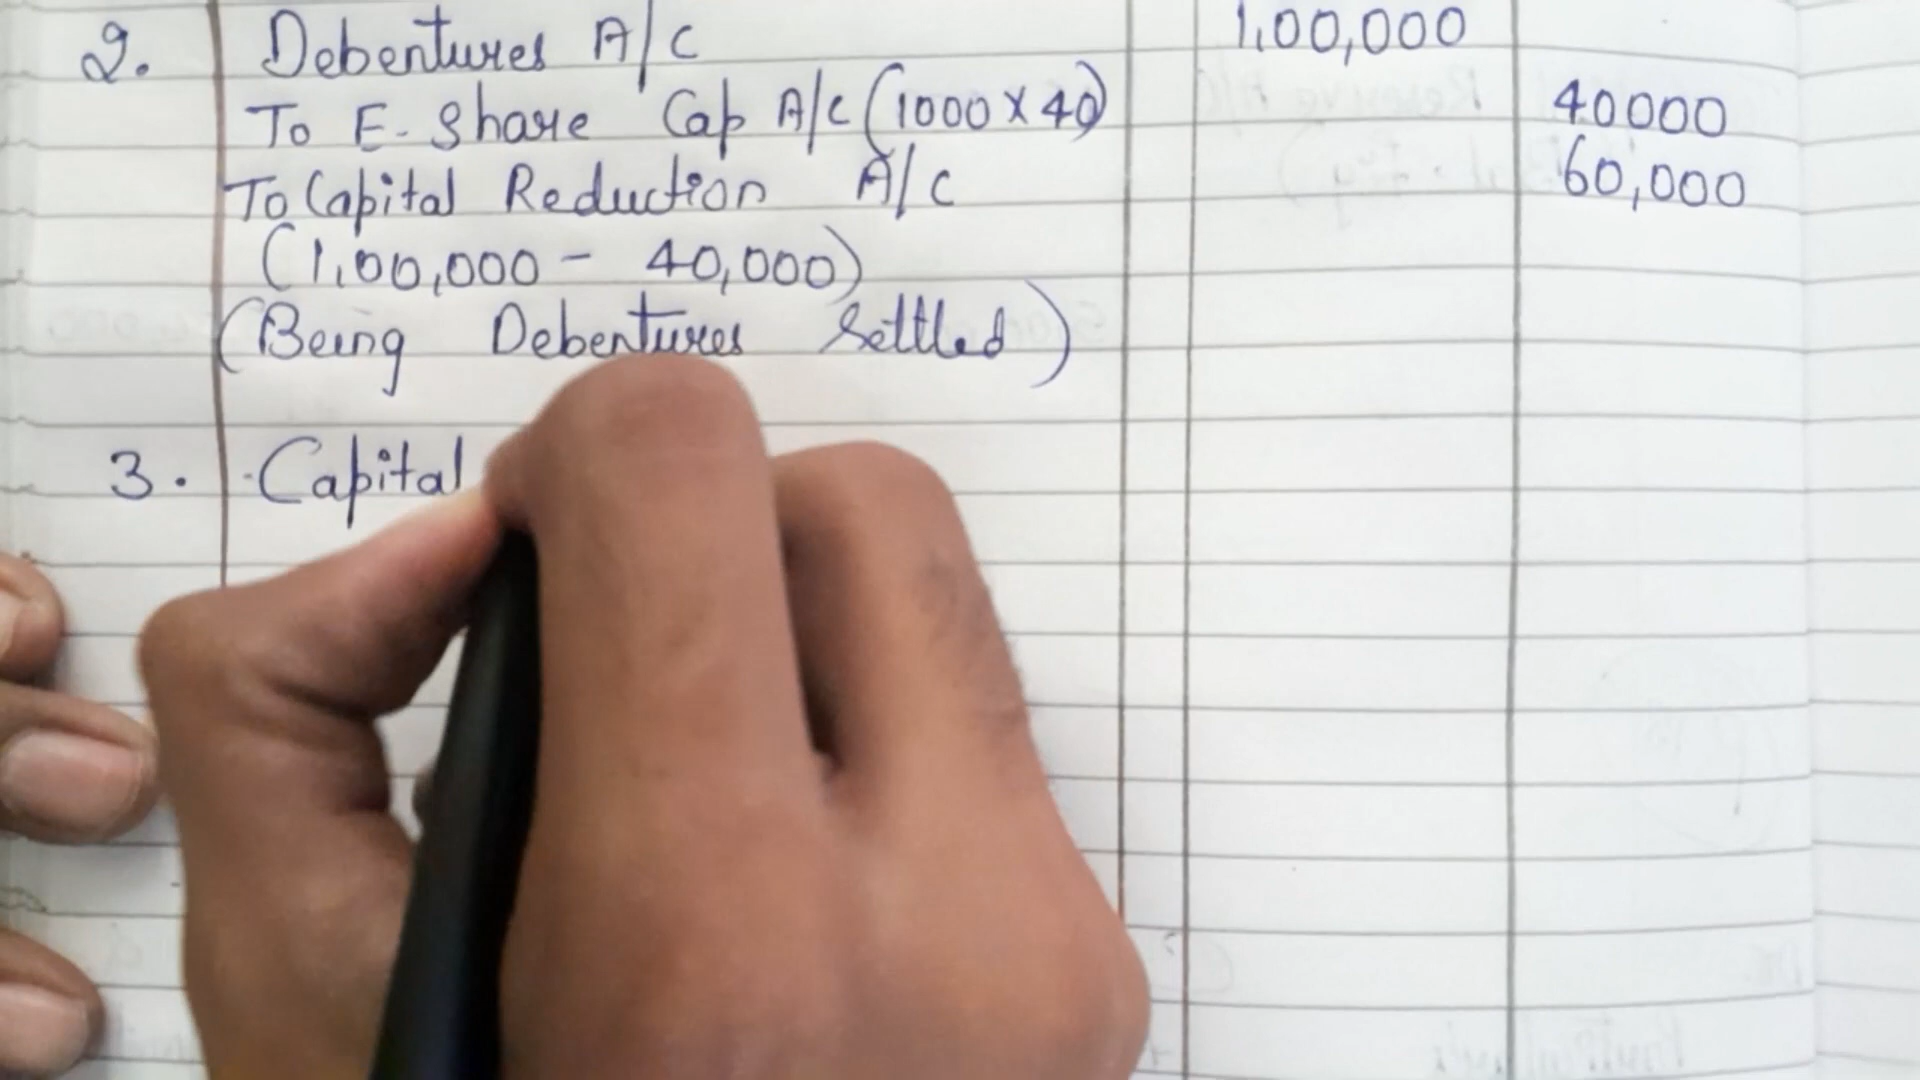 2. Debentures A/C 1,00,000
To E. Share Cap A/C (1000 x 40) 40000
To Capital Reduction A/C 60,000
(1,00,000 - 40,000)
(Being Debentures Settled)
3. Capital